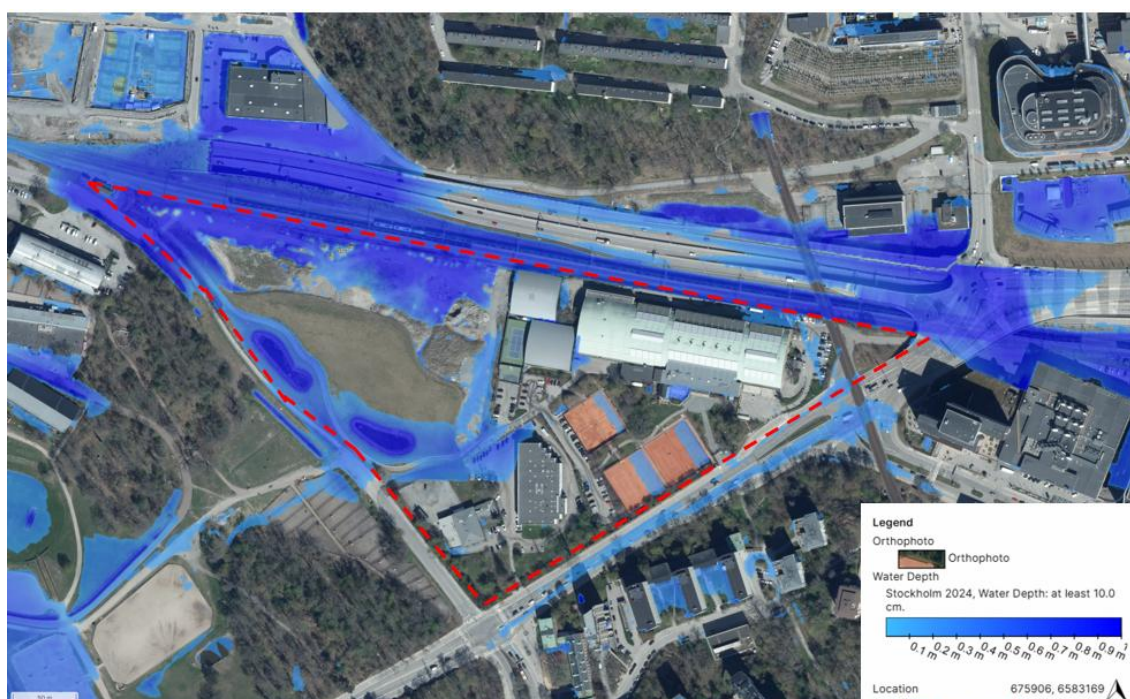 Legend
Orthophoto
Orthophoto
Water Depth
Stockholm 2024, Water Depth: at least 10.0
cm.
0.1 m 0.2 m 0.3 m 0.4 m 0.5 m 0.6 m 0.7 m 0.8 m 0.9 m 1
Location 675906, 6583169